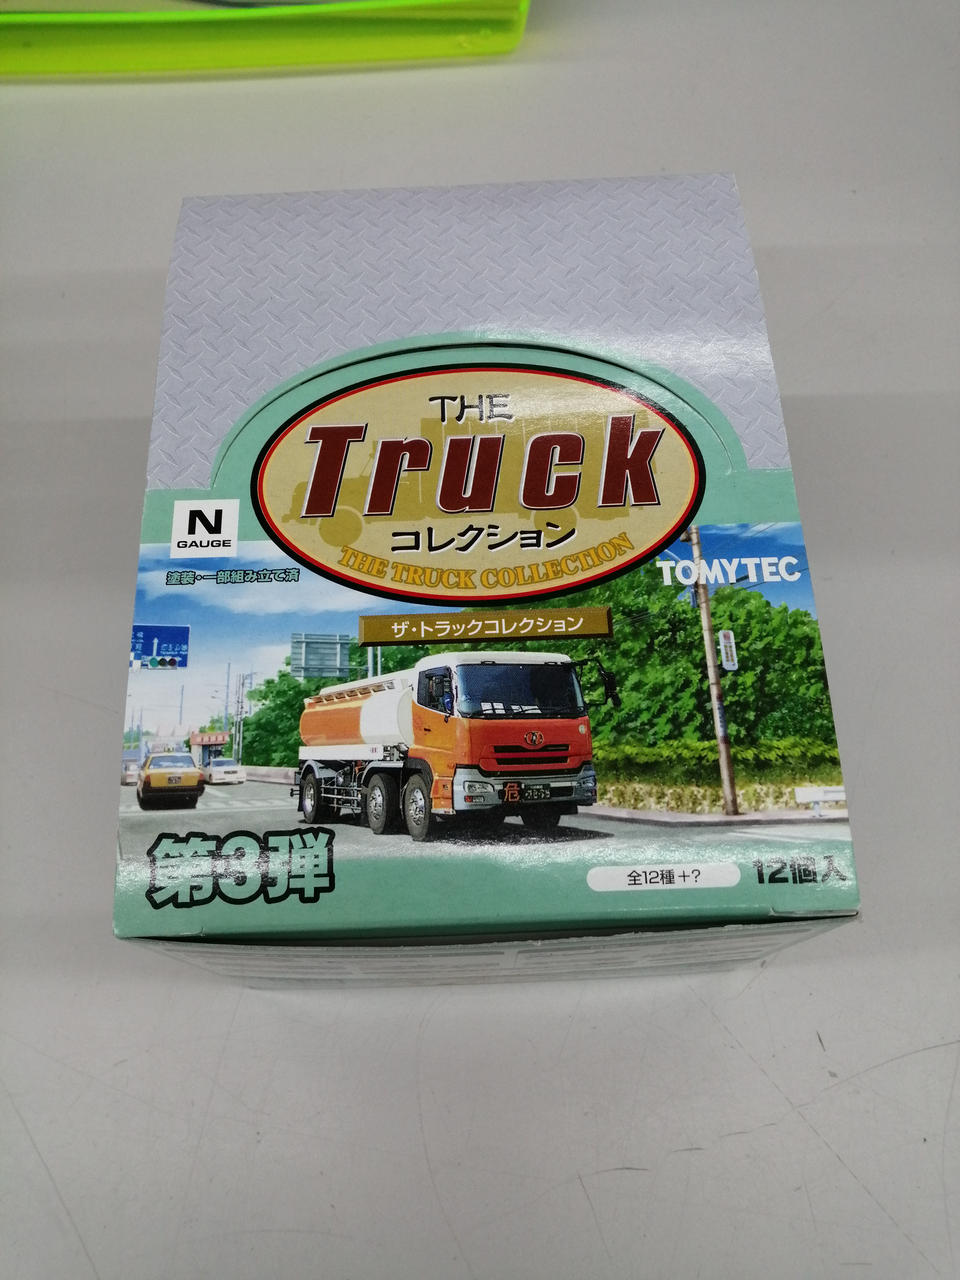 THE
Truck
コレクション
THE TRUCK COLLECTION
N
GAUGE
塗装・一部組み立て済
TOMYTEC
ザ・トラックコレクション
危
第3弾
全12種+?
12個入